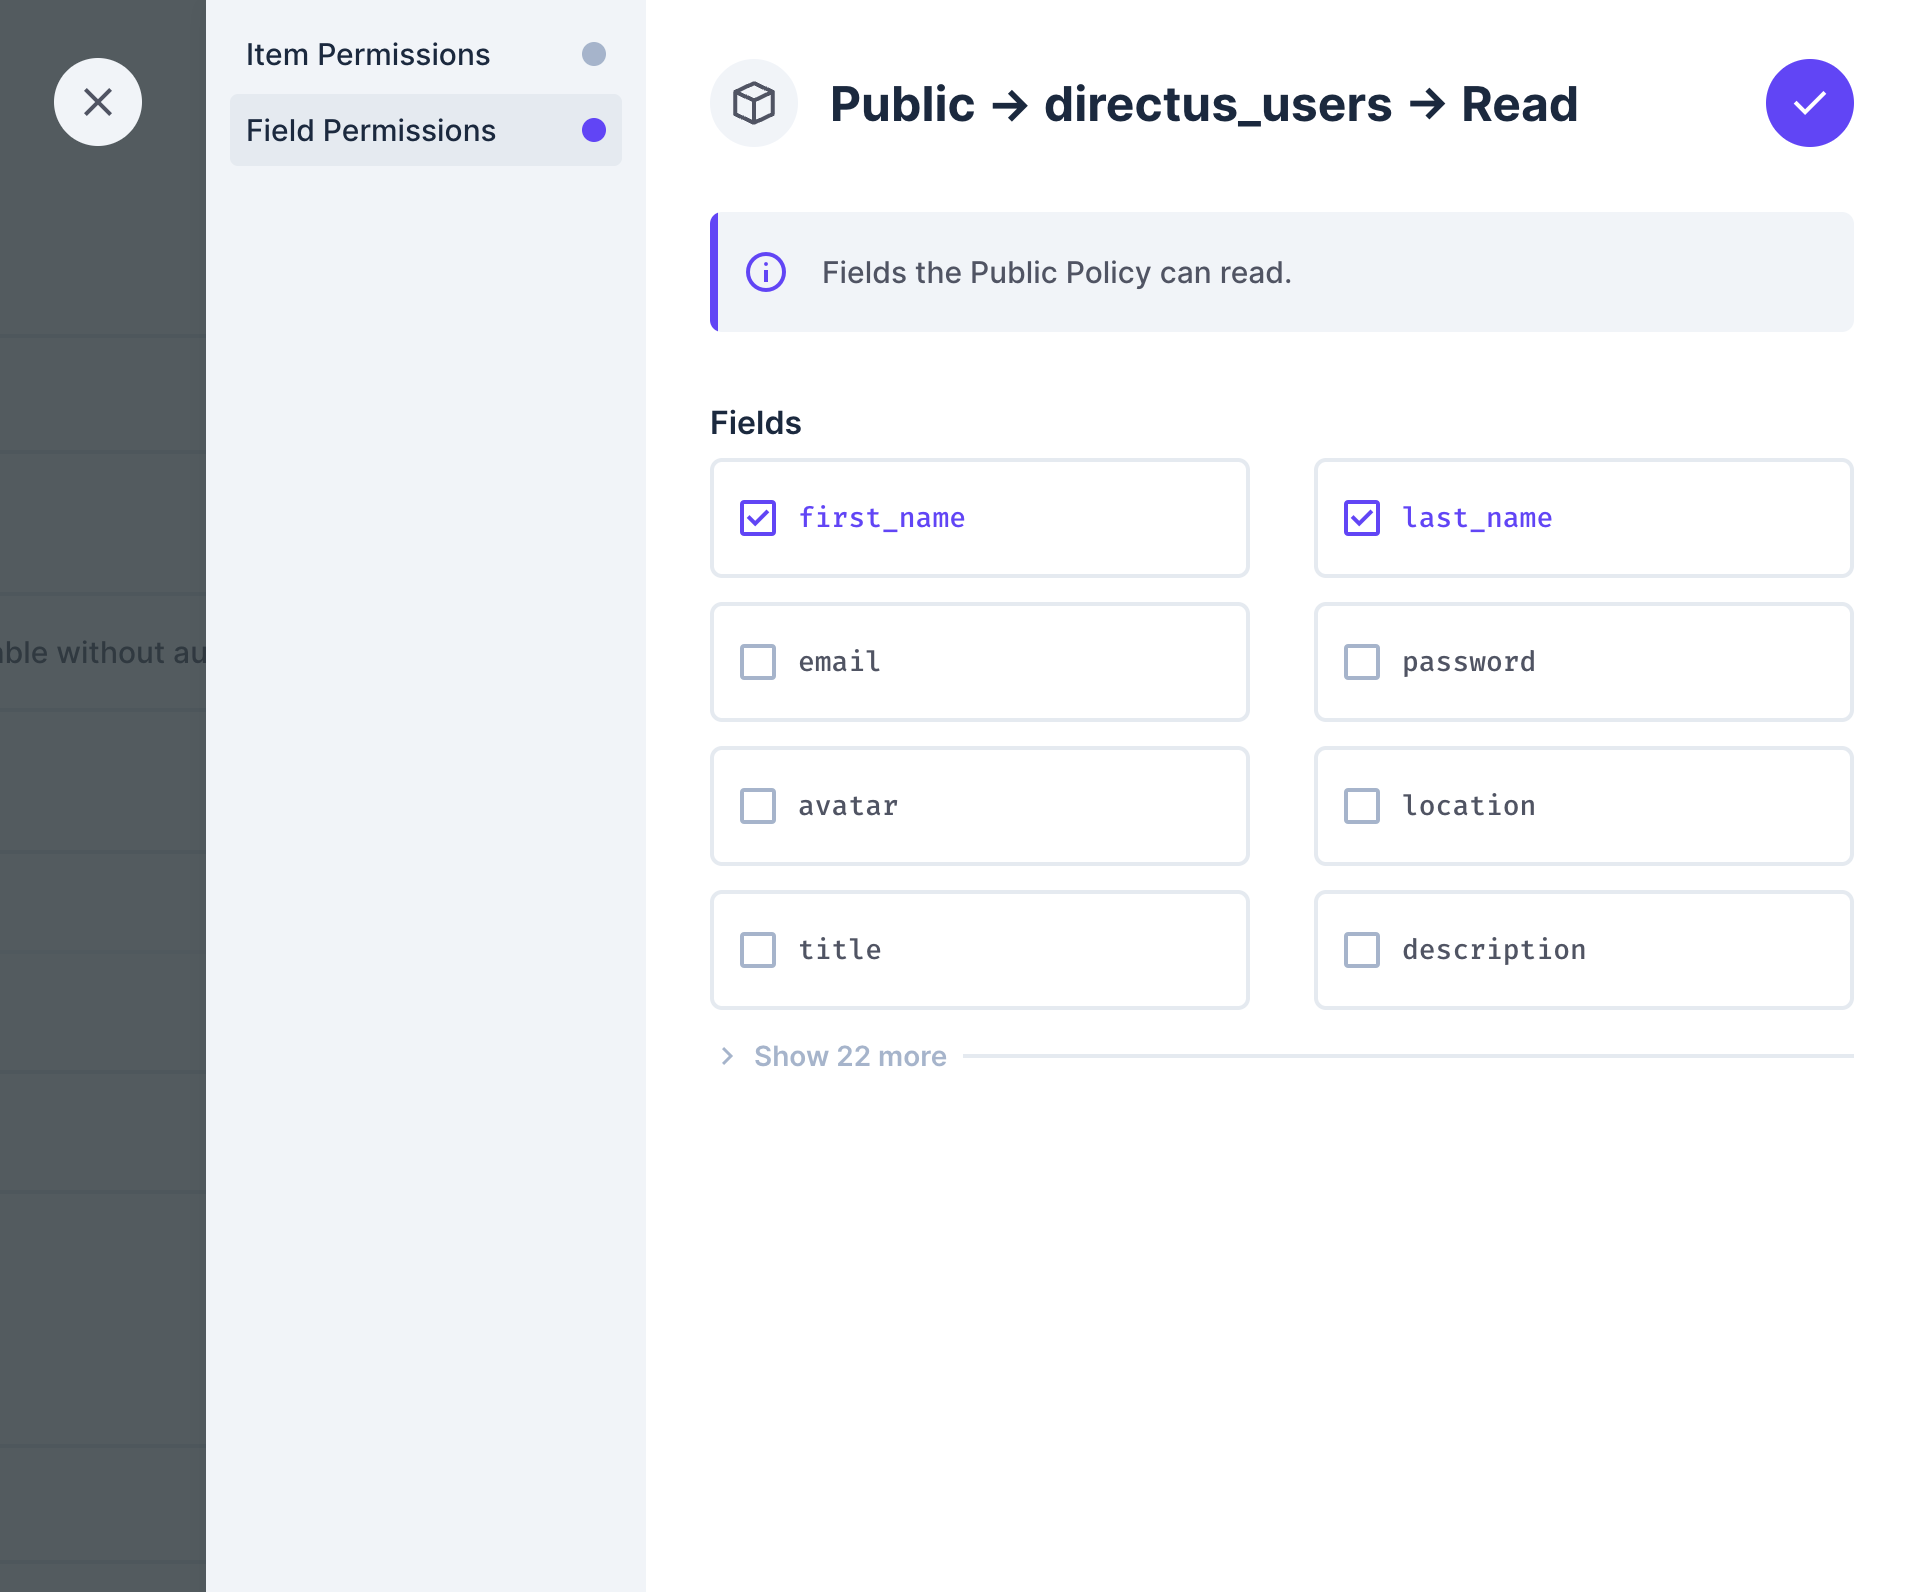 Item Permissions
Field Permissions
Public → directus_users → Read
Fields the Public Policy can read.
able without au
Fields
first_name
last_name
email
password
avatar
location
title
description
Show 22 more